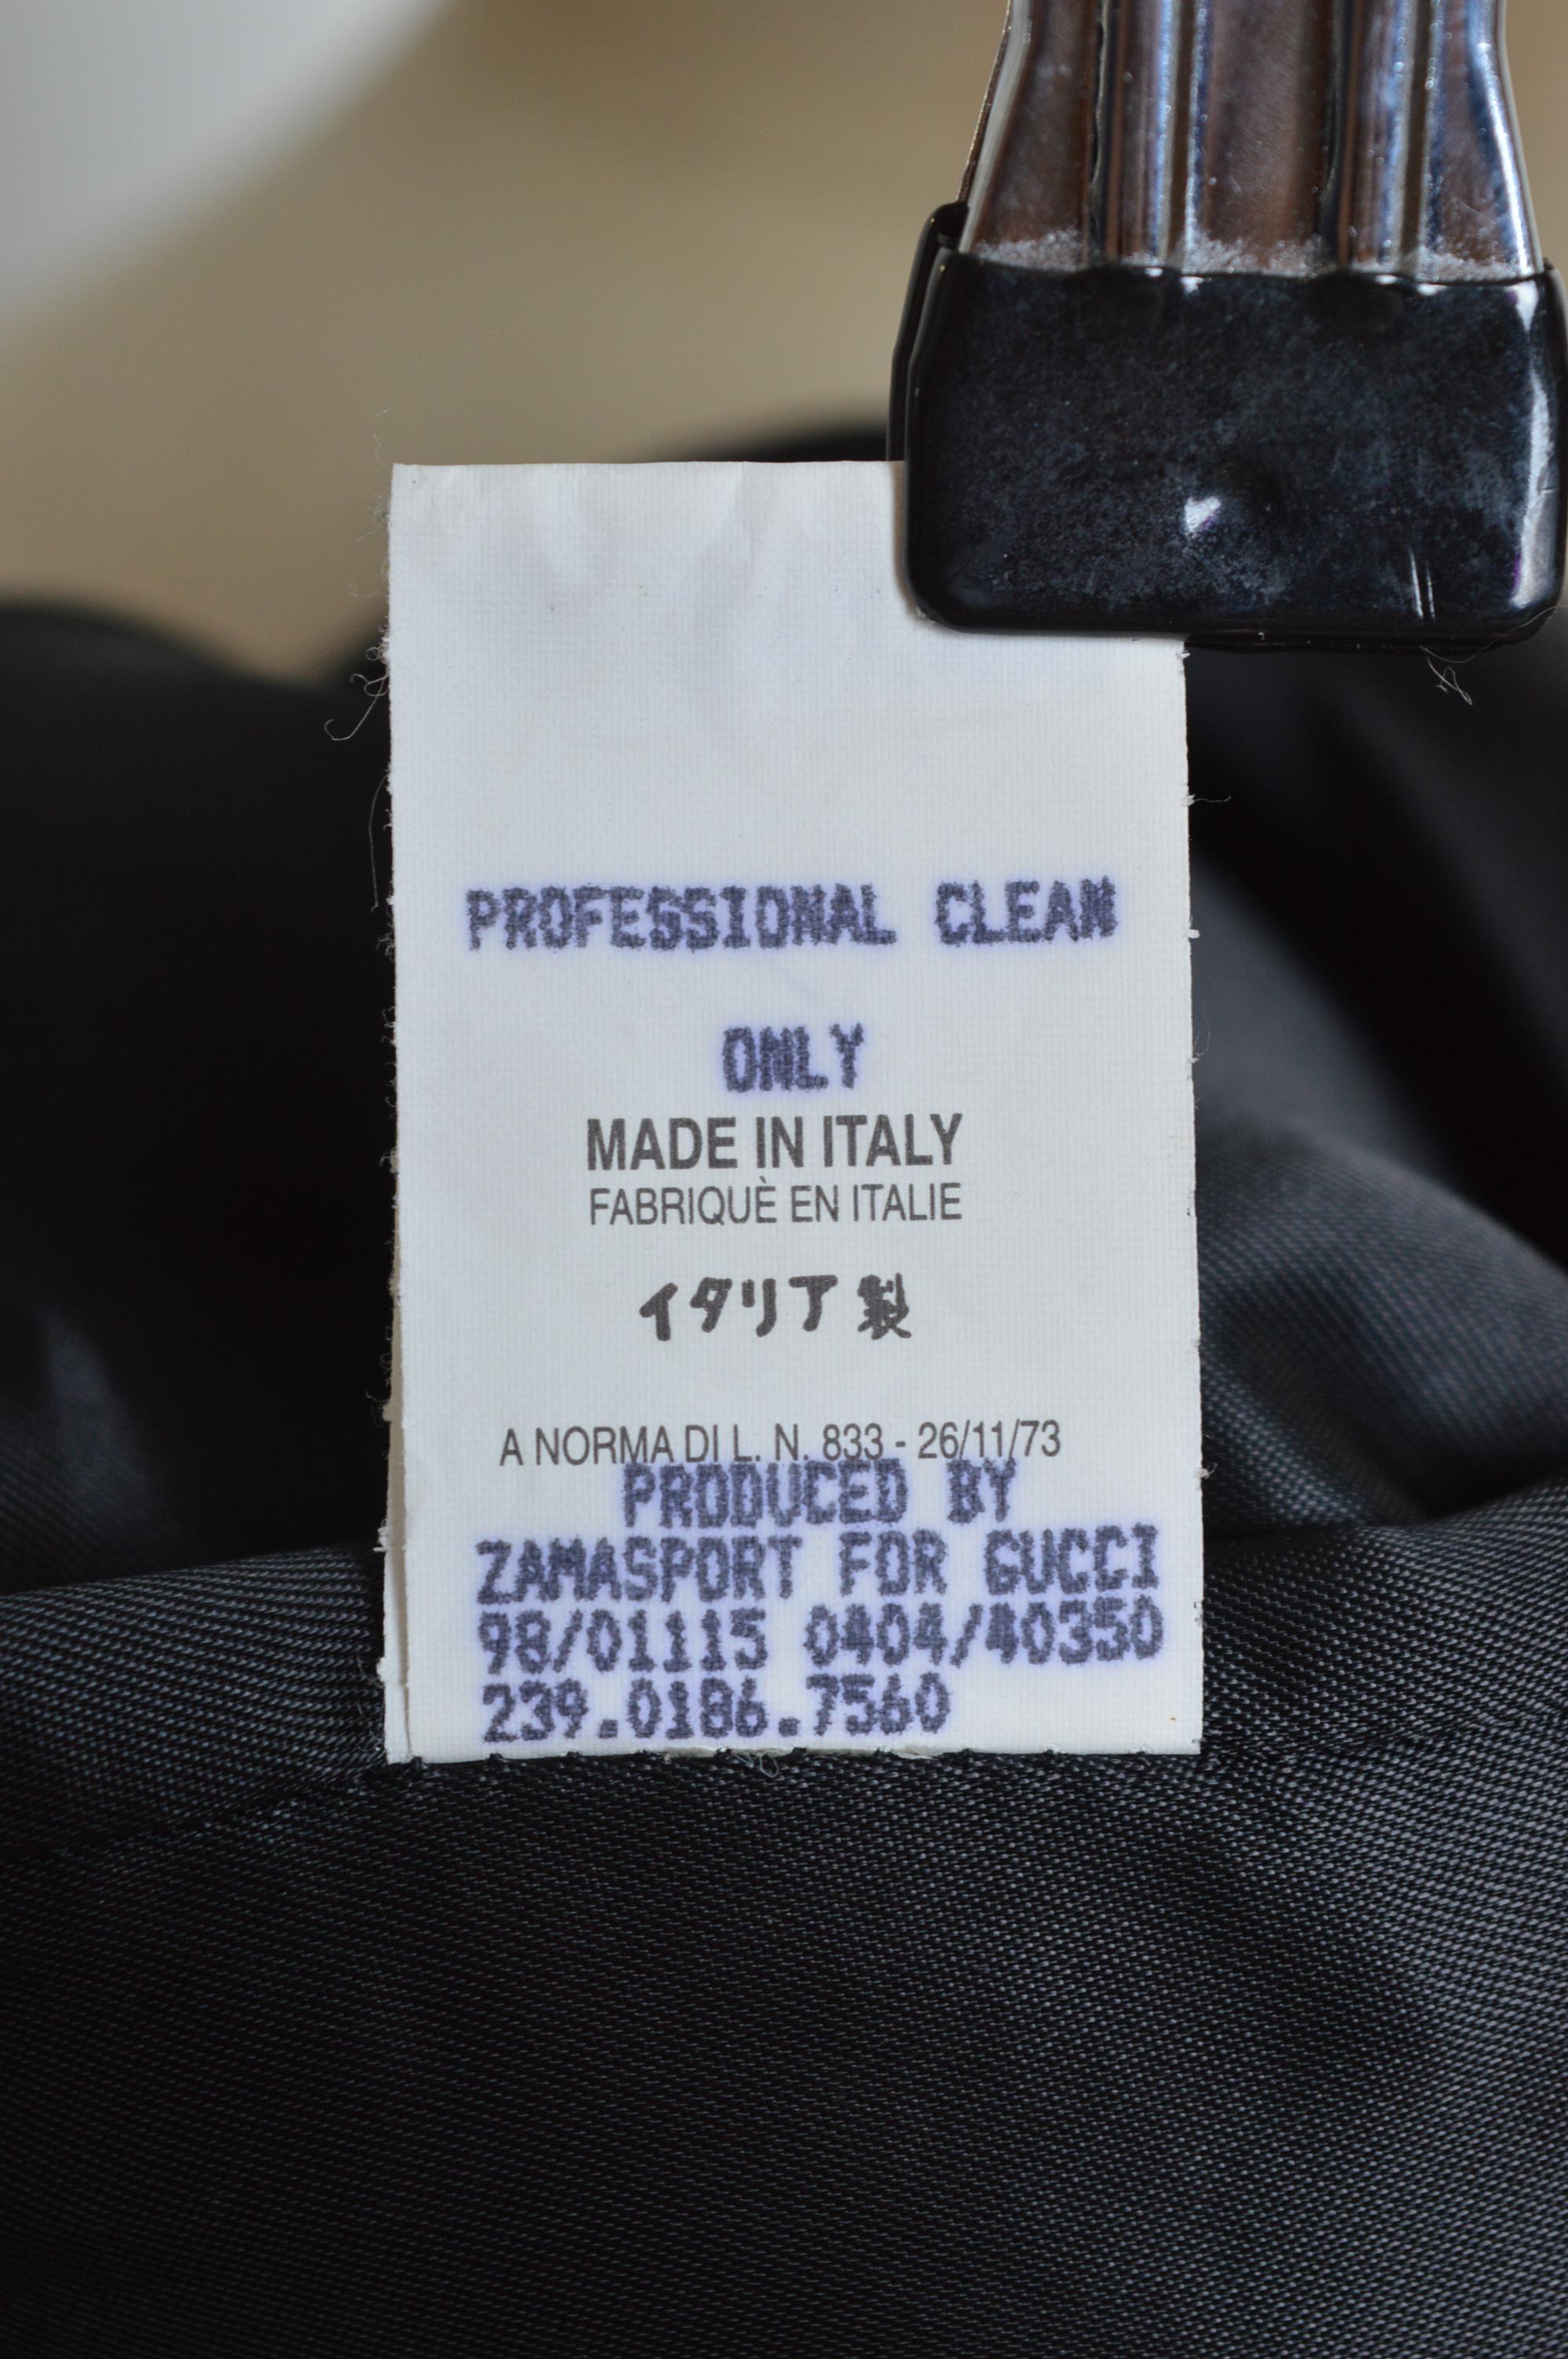 PROFESSIONAL CLEAN
ONLY
MADE IN ITALY
FABRIQUÈ EN ITALIE
イタリア製
A NORMA DI L. N. 833 - 26/11/73
PRODUCED BY
ZAMASPORT FOR GUCCI
98/01115 0404/40350
239.0186.7560